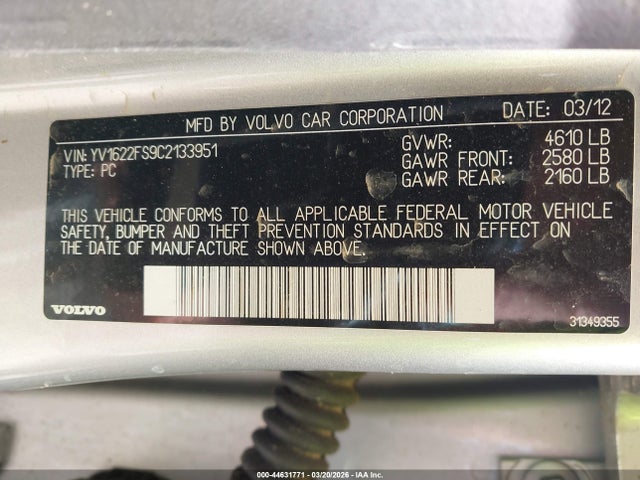 MFD BY VOLVO CAR CORPORATION DATE: 03/12
VIN: YV1622FS9C2133951 GVWR: 4610 LB
TYPE: PC GAWR FRONT: 2580 LB
GAWR REAR: 2160 LB
THIS VEHICLE CONFORMS TO ALL APPLICABLE FEDERAL MOTOR VEHICLE
SAFETY, BUMPER AND THEFT PREVENTION STANDARDS IN EFFECT ON
THE DATE OF MANUFACTURE SHOWN ABOVE.
VOLVO 31349355
000-44631771 | 03/20/2026 - IAA Inc.